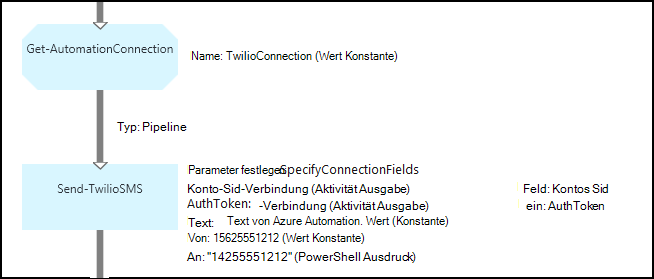 Get-AutomationConnection
Name: TwilioConnection (Wert Konstante)
Typ: Pipeline
Send-TwilioSMS
Parameter festlegen SpecifyConnectionFields
Konto-Sid-Verbindung (Aktivität Ausgabe) Feld: Kontos Sid
AuthToken: -Verbindung (Aktivität Ausgabe) ein: AuthToken
Text: Text von Azure Automation. Wert (Konstante)
Von: 15625551212 (Wert Konstante)
An: "14255551212" (PowerShell Ausdruck)